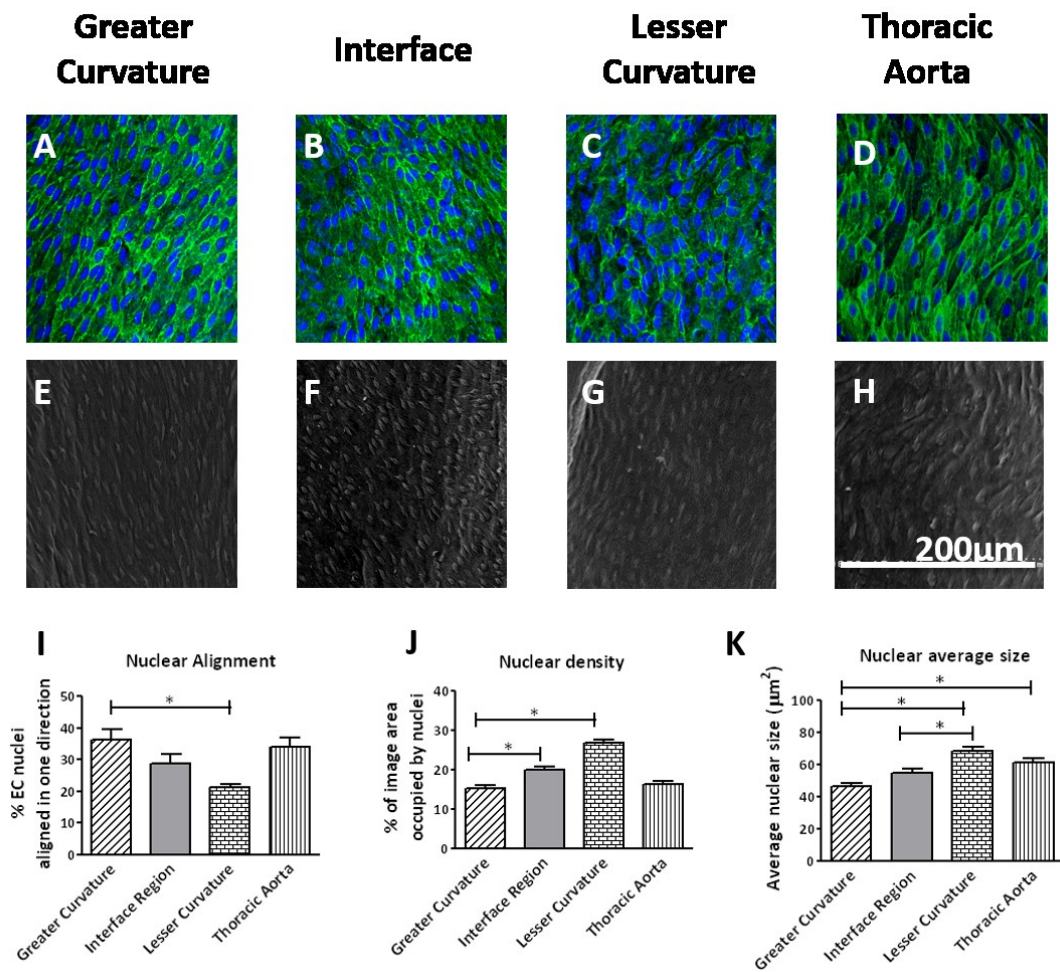 Greater
Curvature
Interface
Lesser
Curvature
Thoracic
Aorta
A
B
C
D
E
F
G
H
200μm
I
Nuclear Alignment
% EC nuclei
aligned in one direction
50
40
30
20
10
0
*
Greater Curvature
Interface Region
Lesser Curvature
Thoracic Aorta
J
Nuclear density
% of image area
occupied by nuclei
40
30
20
10
0
*
*
Greater Curvature
Interface Region
Lesser Curvature
Thoracic Aorta
K
Nuclear average size
Average nuclear size (μm²)
100
80
60
40
20
0
*
*
*
Greater Curvature
Interface Region
Lesser Curvature
Thoracic Aorta